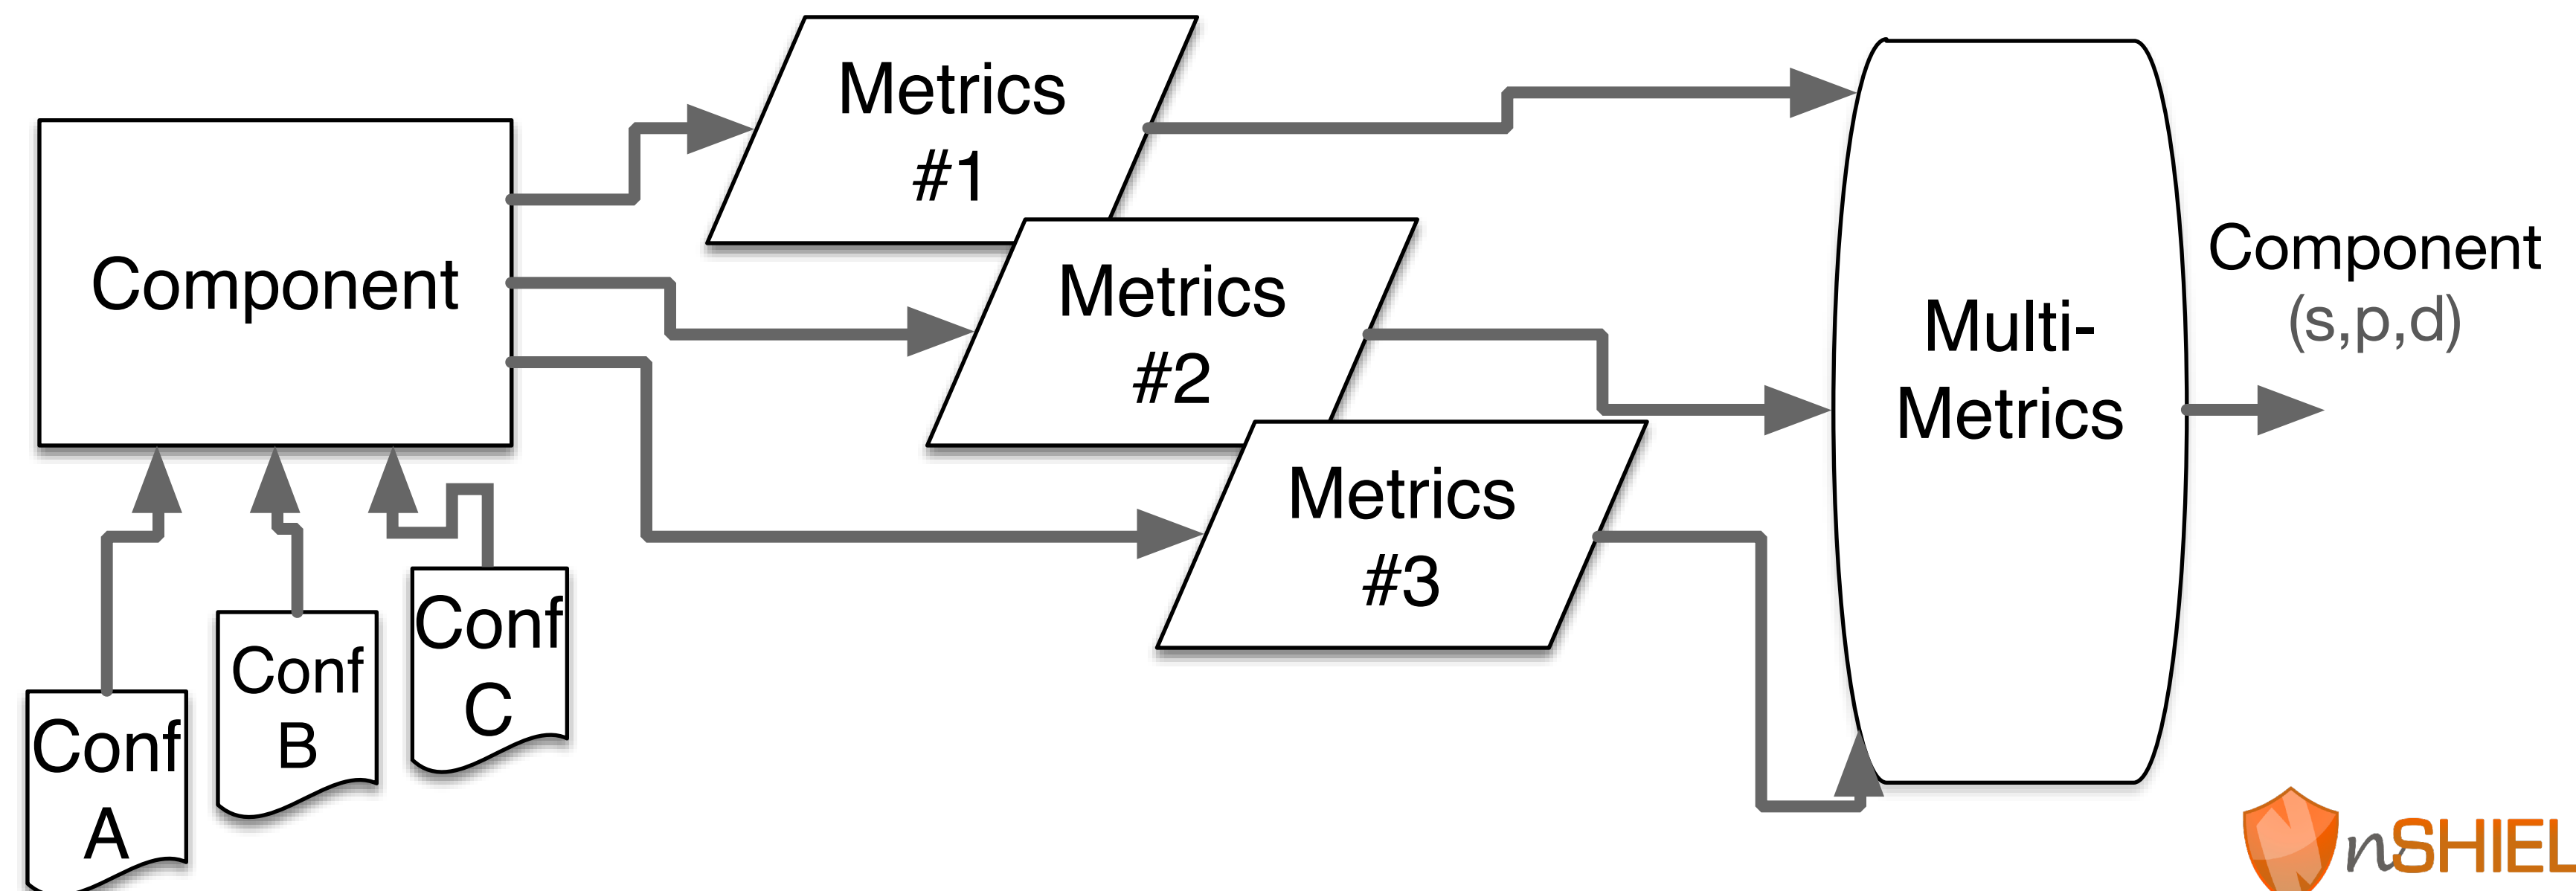 Component
Conf
A
Conf
B
Conf
C
Metrics
#1
Metrics
#2
Metrics
#3
Multi-
Metrics
Component
(s,p,d)
nSHIEL